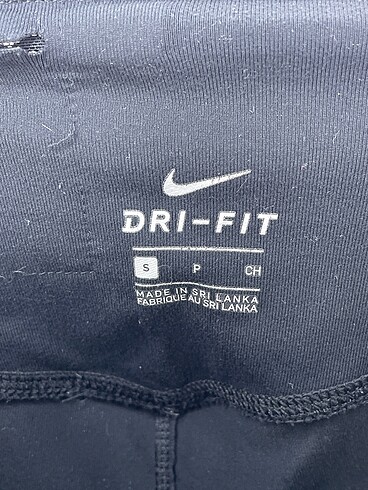 DRI-FIT
S P CH
MADE IN SRI LANKA
FABRIQUE AU SRI LANKA